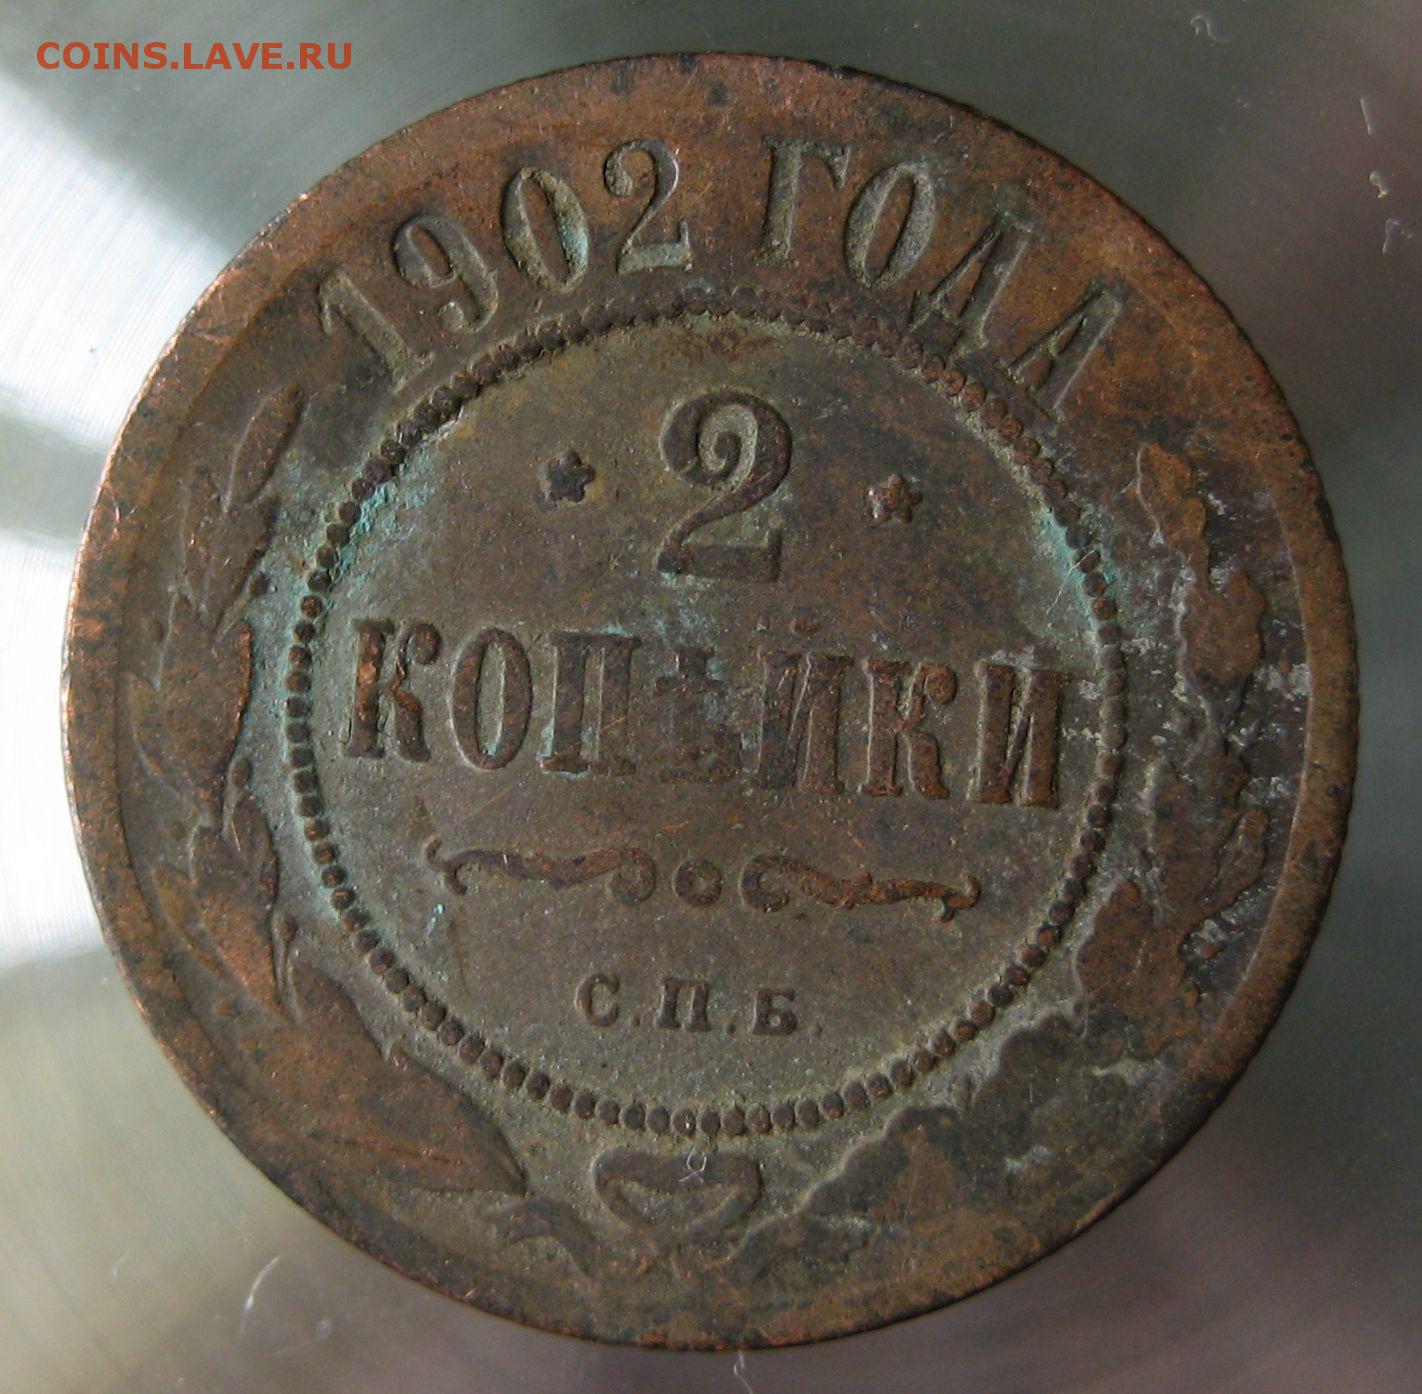 COINS.LAVE.RU
1902 ГОДА
* 2 *
КОПѢЙКИ
С.П.Б.